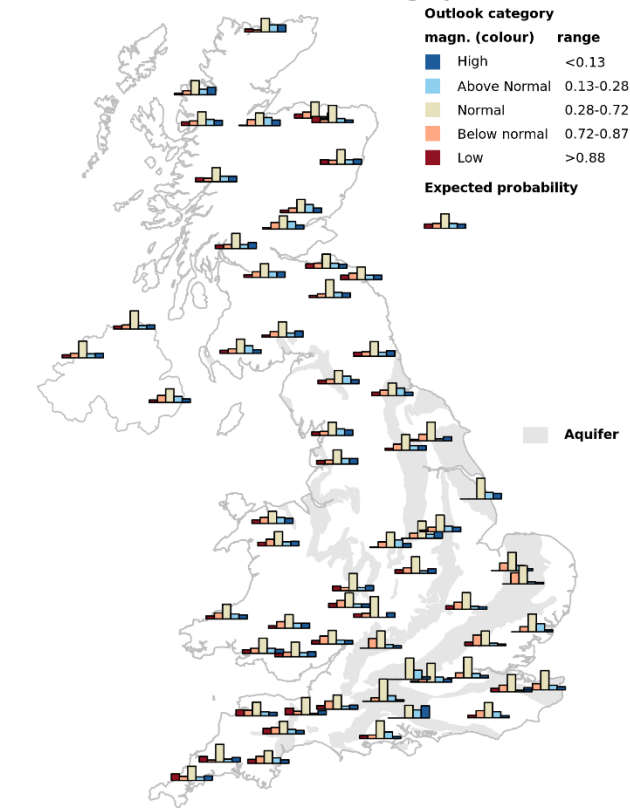 Outlook category
magn. (colour) range
High <0.13
Above Normal 0.13-0.28
Normal 0.28-0.72
Below normal 0.72-0.87
Low >0.88
Expected probability
Aquifer